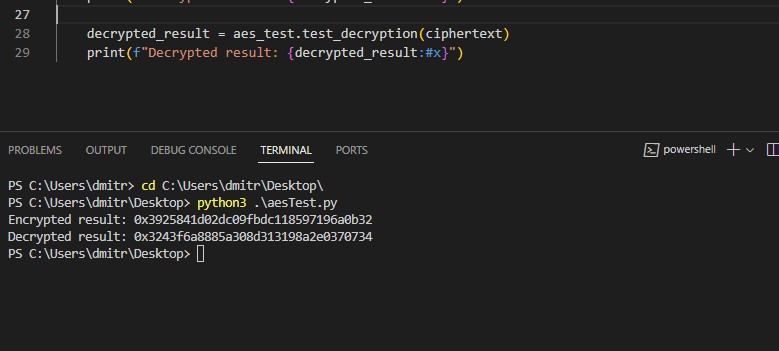 27
28 decrypted_result = aes_test.test_decryption(ciphertext)
29 print(f"Decrypted result: {decrypted_result:#x}")
PROBLEMS OUTPUT DEBUG CONSOLE TERMINAL PORTS powershell
PS C:\Users\dmitr> cd C:\Users\dmitr\Desktop\
PS C:\Users\dmitr\Desktop> python3 .\aesTest.py
Encrypted result: 0x3925841d02dc09fbdc118597196a0b32
Decrypted result: 0x3243f6a8885a308d313198a2e0370734
PS C:\Users\dmitr\Desktop>